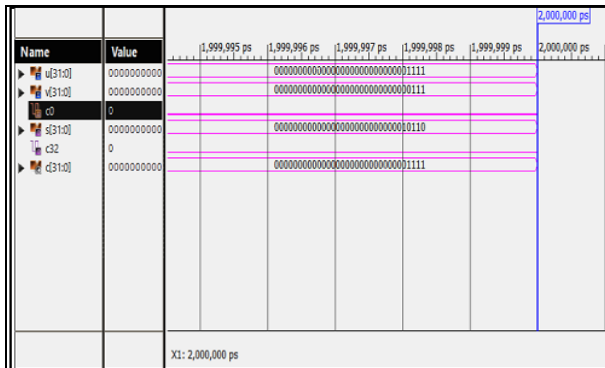 2,000,000 ps
Name Value 1,999,995 ps 1,999,996 ps 1,999,997 ps 1,999,998 ps 1,999,999 ps 2,000,000 ps
u[31:0] 0000000000 00000000000000000000000000001111
v[31:0] 0000000000 00000000000000000000000000000111
c0 0
s[31:0] 0000000000 00000000000000000000000000010110
c32 0
c[31:0] 0000000000 00000000000000000000000000001111
X1: 2,000,000 ps